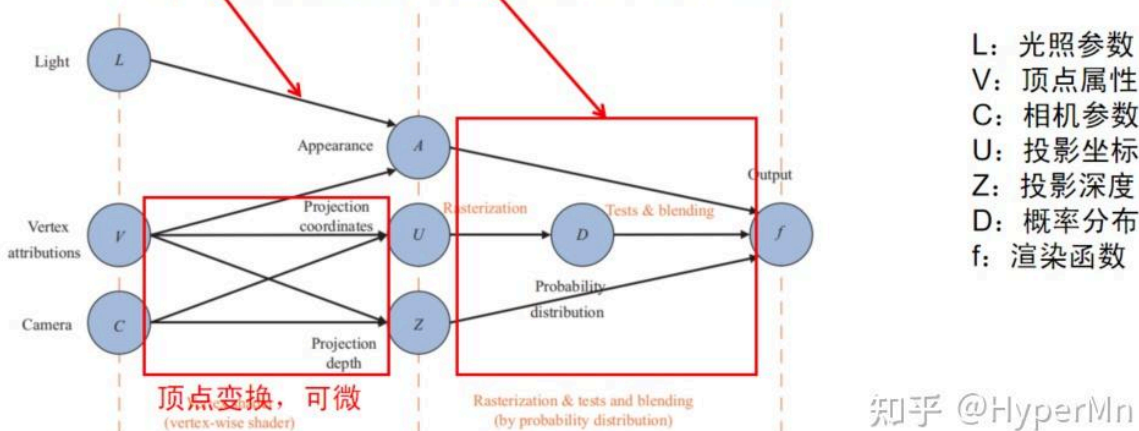 Light
L
Appearance
A
Output
Vertex
attributions
V
Projection
coordinates
U
Rasterization
D
Tests & blending
f
Probability
distribution
Camera
C
Projection
depth
Z
顶点变换，可微
(vertex-wise shader)
Rasterization & tests and blending
(by probability distribution)
L：光照参数
V：顶点属性
C：相机参数
U：投影坐标
Z：投影深度
D：概率分布
f：渲染函数
知乎 @HyperMn